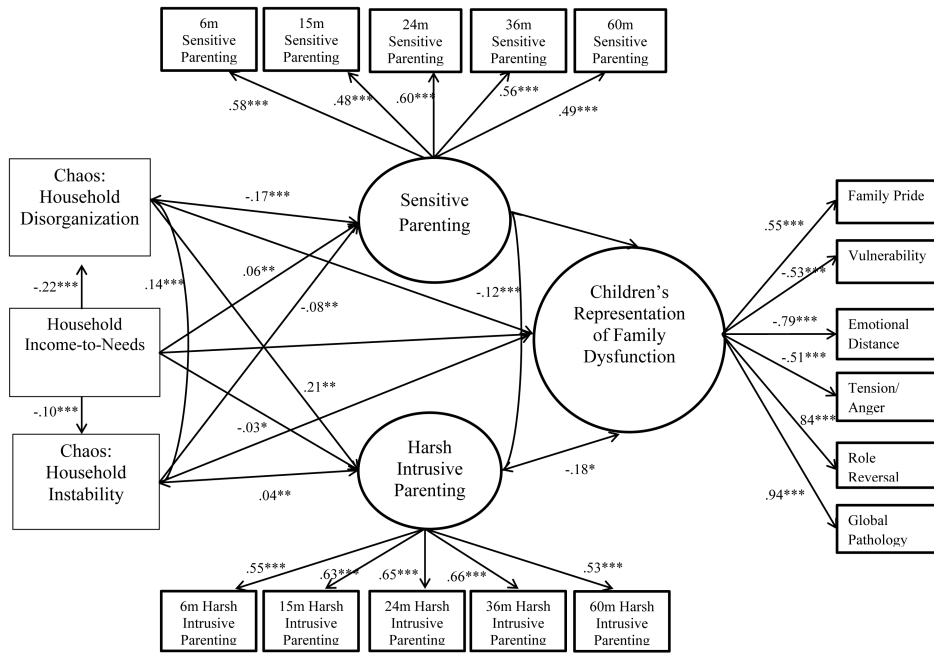 6m
Sensitive
Parenting
15m
Sensitive
Parenting
24m
Sensitive
Parenting
36m
Sensitive
Parenting
60m
Sensitive
Parenting
.58***
.48***
.60***
.56***
.49***
Chaos:
Household
Disorganization
-.17***
Sensitive
Parenting
Family Pride
.55***
Vulnerability
-.53***
-.22***
.14***
.06**
-.08**
-.12***
Children's
Representation
of Family
Dysfunction
Household
Income-to-Needs
Emotional
Distance
-.79***
-.51***
Tension/
Anger
-.10***
.21**
-.03*
84***
Chaos:
Household
Instability
Harsh
Intrusive
Parenting
-.18*
.04**
Role
Reversal
.94***
Global
Pathology
.55***
.63***
.65***
.66***
.53***
6m Harsh
Intrusive
Parenting
15m Harsh
Intrusive
Parenting
24m Harsh
Intrusive
Parenting
36m Harsh
Intrusive
Parenting
60m Harsh
Intrusive
Parenting